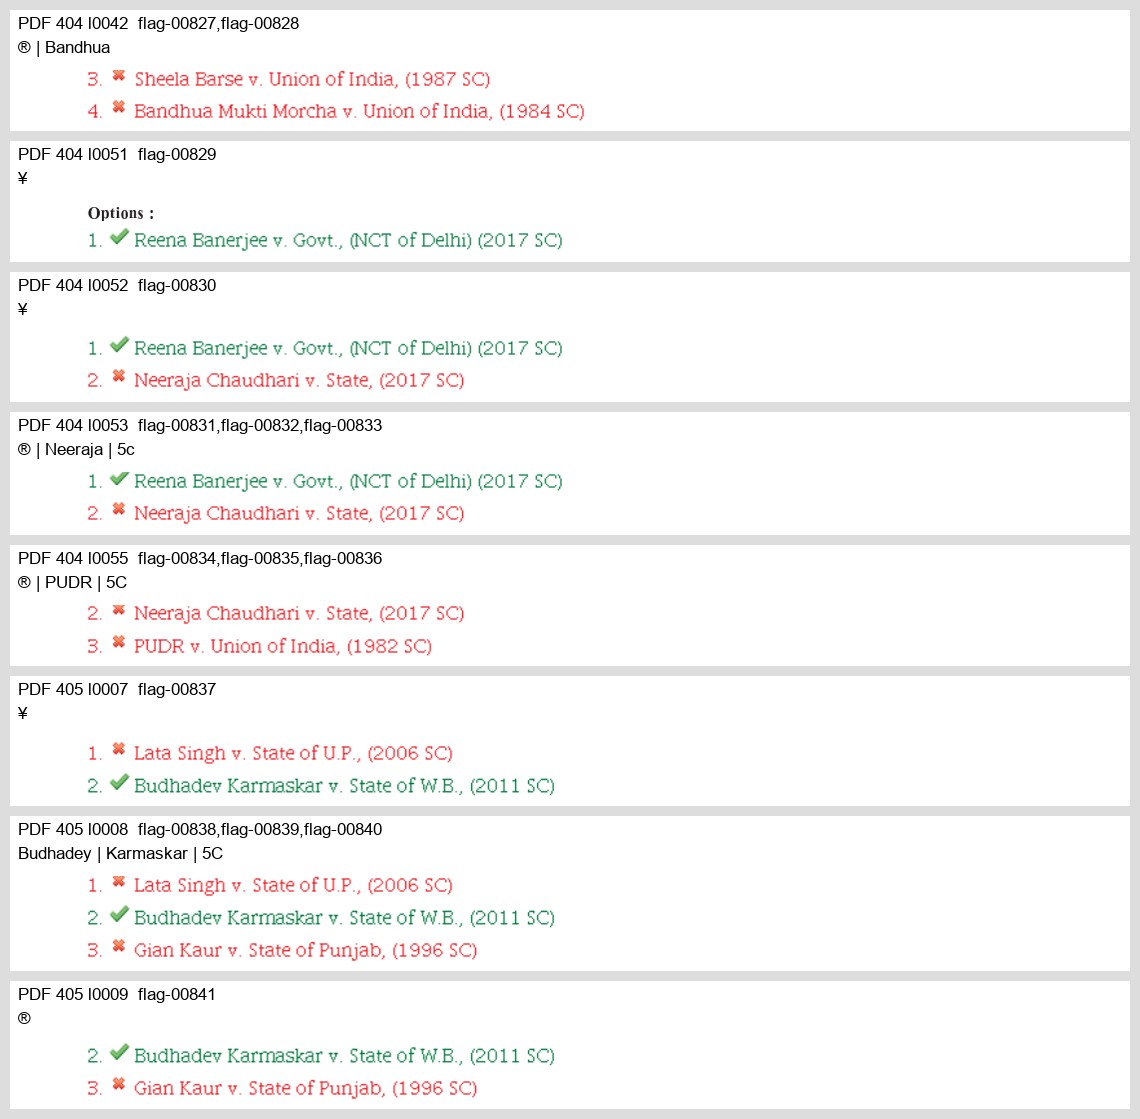 PDF 404 l0042 flag-00827,flag-00828
® | Bandhua
3. Sheela Barse v. Union of India, (1987 SC)
4. Bandhua Mukti Morcha v. Union of India, (1984 SC)
PDF 404 l0051 flag-00829
¥
Options :
1. Reena Banerjee v. Govt., (NCT of Delhi) (2017 SC)
PDF 404 l0052 flag-00830
¥
1. Reena Banerjee v. Govt., (NCT of Delhi) (2017 SC)
2. Neeraja Chaudhari v. State, (2017 SC)
PDF 404 l0053 flag-00831,flag-00832,flag-00833
® | Neeraja | 5c
1. Reena Banerjee v. Govt., (NCT of Delhi) (2017 SC)
2. Neeraja Chaudhari v. State, (2017 SC)
PDF 404 l0055 flag-00834,flag-00835,flag-00836
® | PUDR | 5C
2. Neeraja Chaudhari v. State, (2017 SC)
3. PUDR v. Union of India, (1982 SC)
PDF 405 l0007 flag-00837
¥
1. Lata Singh v. State of U.P., (2006 SC)
2. Budhadev Karmaskar v. State of W.B., (2011 SC)
PDF 405 l0008 flag-00838,flag-00839,flag-00840
Budhadey | Karmaskar | 5C
1. Lata Singh v. State of U.P., (2006 SC)
2. Budhadev Karmaskar v. State of W.B., (2011 SC)
3. Gian Kaur v. State of Punjab, (1996 SC)
PDF 405 l0009 flag-00841
®
2. Budhadev Karmaskar v. State of W.B., (2011 SC)
3. Gian Kaur v. State of Punjab, (1996 SC)